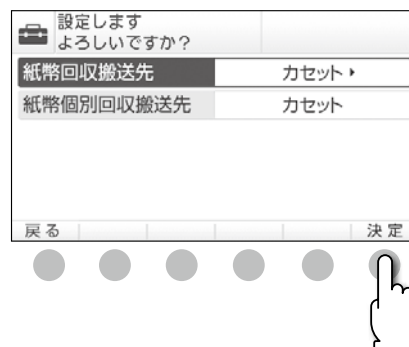 設定します
よろしいですか？
紙幣回収搬送先 カセット▶
紙幣個別回収搬送先 カセット
戻る 決定